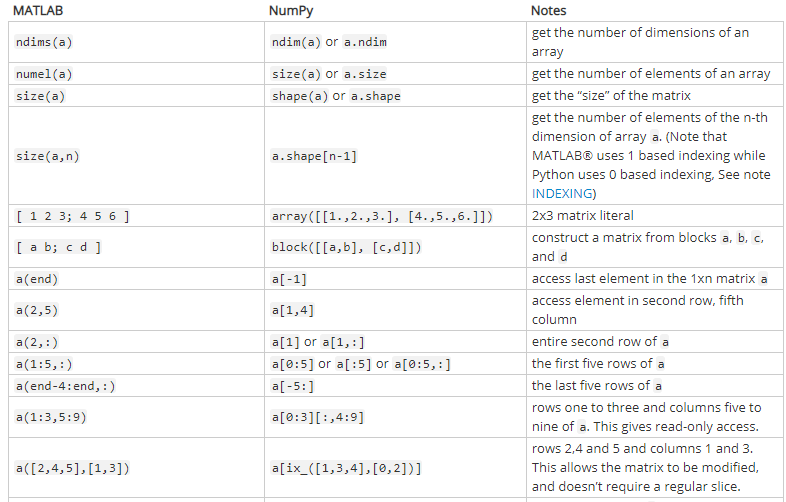 MATLAB NumPy Notes
ndims(a) ndim(a) or a.ndim get the number of dimensions of an
array
numel(a) size(a) or a.size get the number of elements of an array
size(a) shape(a) or a.shape get the “size” of the matrix
size(a,n) a.shape[n-1] get the number of elements of the n-th
dimension of array a. (Note that
MATLAB® uses 1 based indexing while
Python uses 0 based indexing, See note
INDEXING)
[ 1 2 3; 4 5 6 ] array([[1.,2.,3.], [4.,5.,6.]]) 2x3 matrix literal
[ a b; c d ] block([[a,b], [c,d]]) construct a matrix from blocks a, b, c,
and d
a(end) a[-1] access last element in the 1xn matrix a
a(2,5) a[1,4] access element in second row, fifth
column
a(2,:) a[1] or a[1,:] entire second row of a
a(1:5,:) a[0:5] or a[:5] or a[0:5,:] the first five rows of a
a(end-4:end,:) a[-5:] the last five rows of a
a(1:3,5:9) a[0:3][:,4:9] rows one to three and columns five to
nine of a. This gives read-only access.
a([2,4,5],[1,3]) a[ix_([1,3,4],[0,2])] rows 2,4 and 5 and columns 1 and 3.
This allows the matrix to be modified,
and doesn’t require a regular slice.